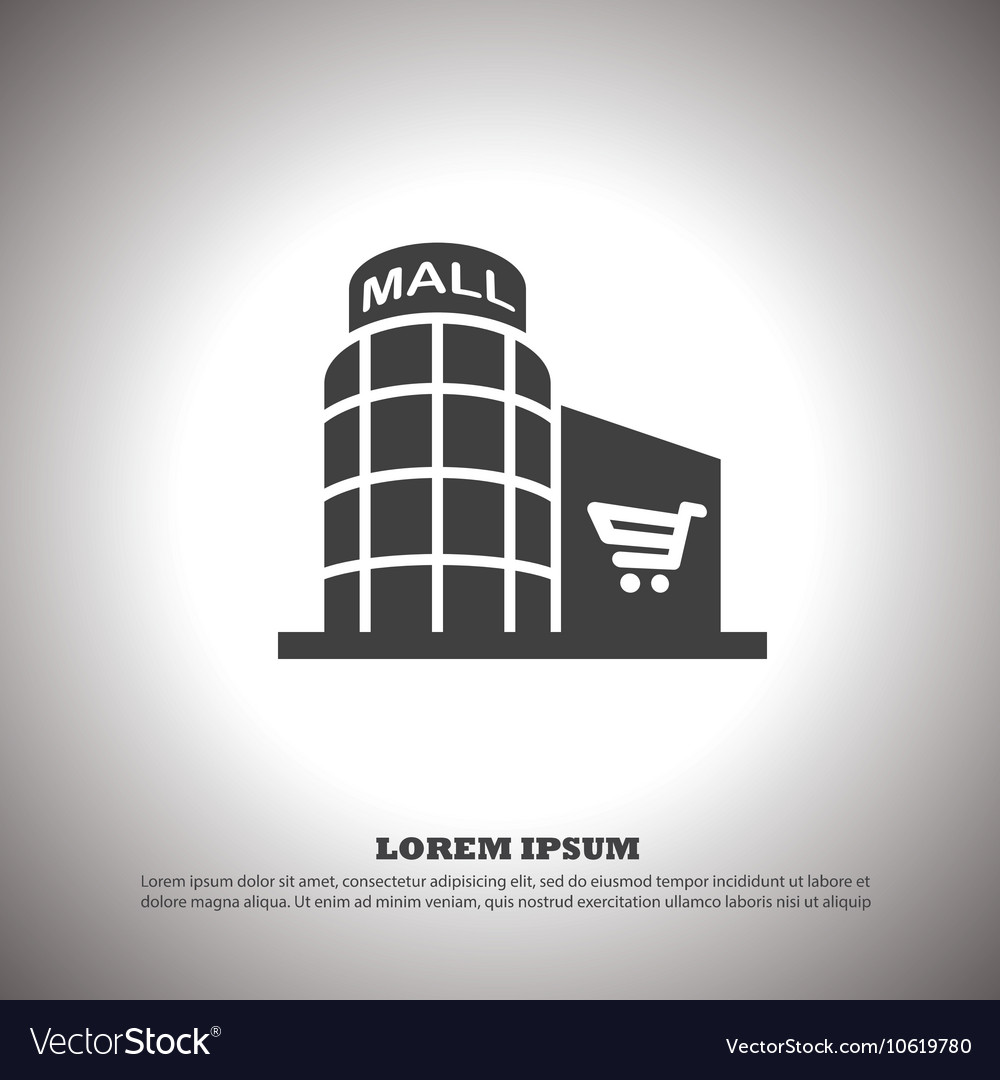 MALL
LOREM IPSUM
Lorem ipsum dolor sit amet, consectetur adipisicing elit, sed do eiusmod tempor incididunt ut labore et
dolore magna aliqua. Ut enim ad minim veniam, quis nostrud exercitation ullamco laboris nisi ut aliquip
VectorStock®
VectorStock.com/10619780